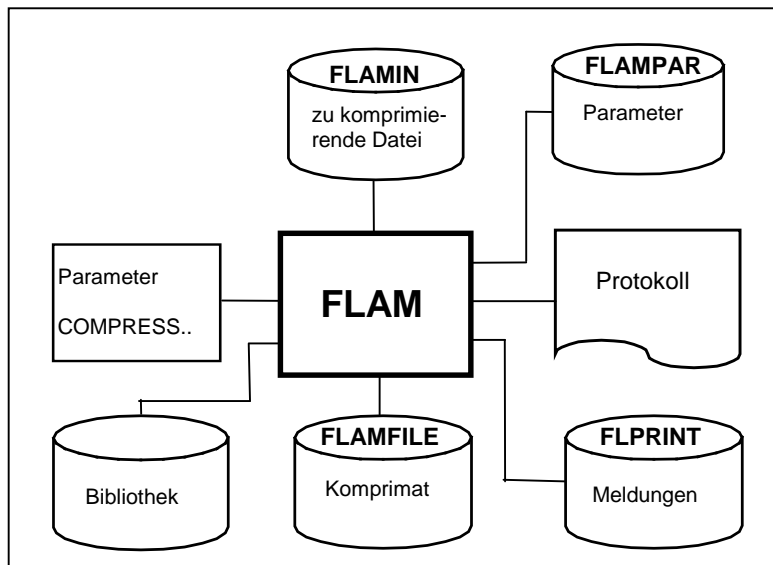 FLAMIN
zu komprimie-
rende Datei
FLAMPAR
Parameter
Parameter
COMPRESS..
FLAM
Protokoll
Bibliothek
FLAMFILE
Komprimat
FLPRINT
Meldungen